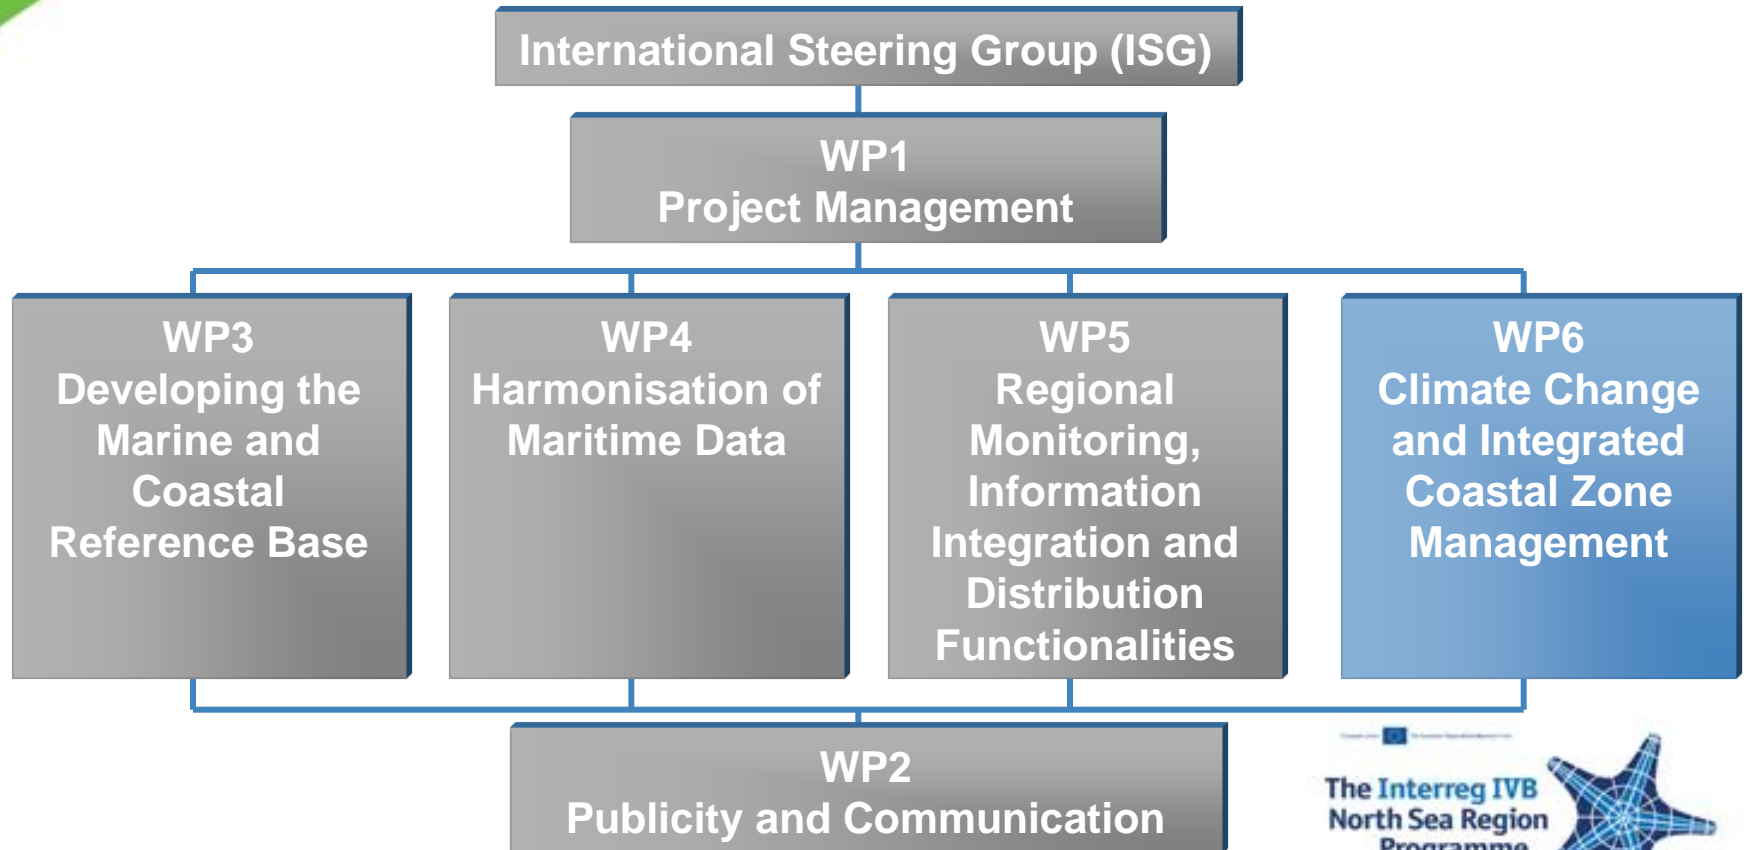 International Steering Group (ISG)
WP1
Project Management
WP3
Developing the
Marine and
Coastal
Reference Base
WP4
Harmonisation of
Maritime Data
WP5
Regional
Monitoring,
Information
Integration and
Distribution
Functionalities
WP6
Climate Change
and Integrated
Coastal Zone
Management
WP2
Publicity and Communication
The Interreg IVB
North Sea Region
Programme